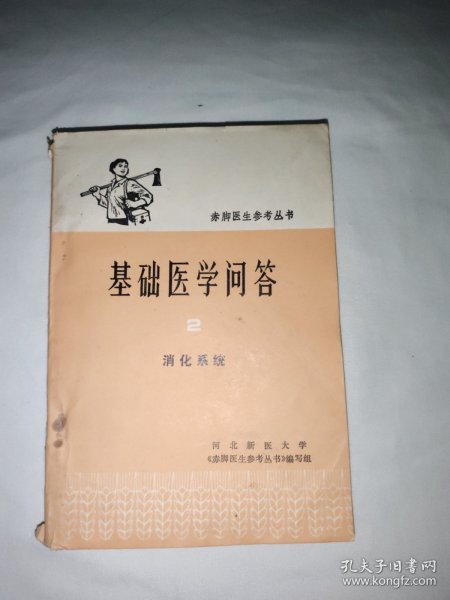 赤脚医生参考丛书
基础医学问答
2
消化系统
河北新医大学
《赤脚医生参考丛书》编写组
孔夫子旧书网
www.kongfz.com